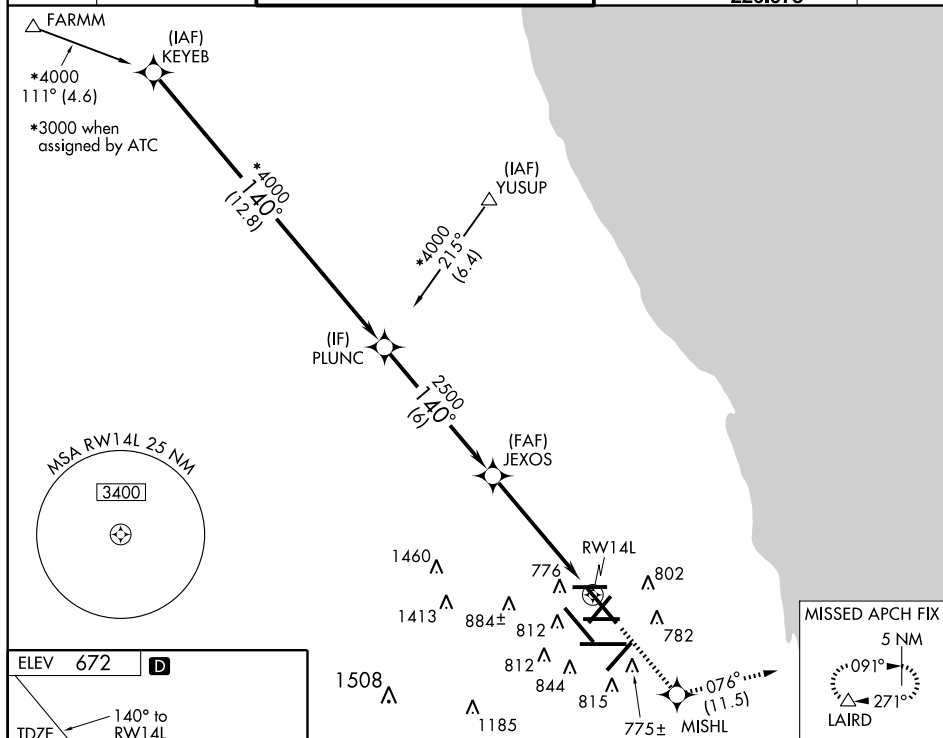 FARMM
(IAF)
KEYEB
*4000
111° (4.6)
*3000 when
assigned by ATC
*4000
140°
(12.8)
(IAF)
YUSUP
*4000
215°
(6.4)
(IF)
PLUNC
2500
140°
(6)
(FAF)
JEXOS
MSA RW14L 25 NM
3400
RW14L
1460
776
802
1413
884±
812
782
812
844
815
775±
1508
1185
MISHL
076°
(11.5)
MISSED APCH FIX
5 NM
091°
271°
LAIRD
ELEV 672 D
140° to
RW14L
TDZE